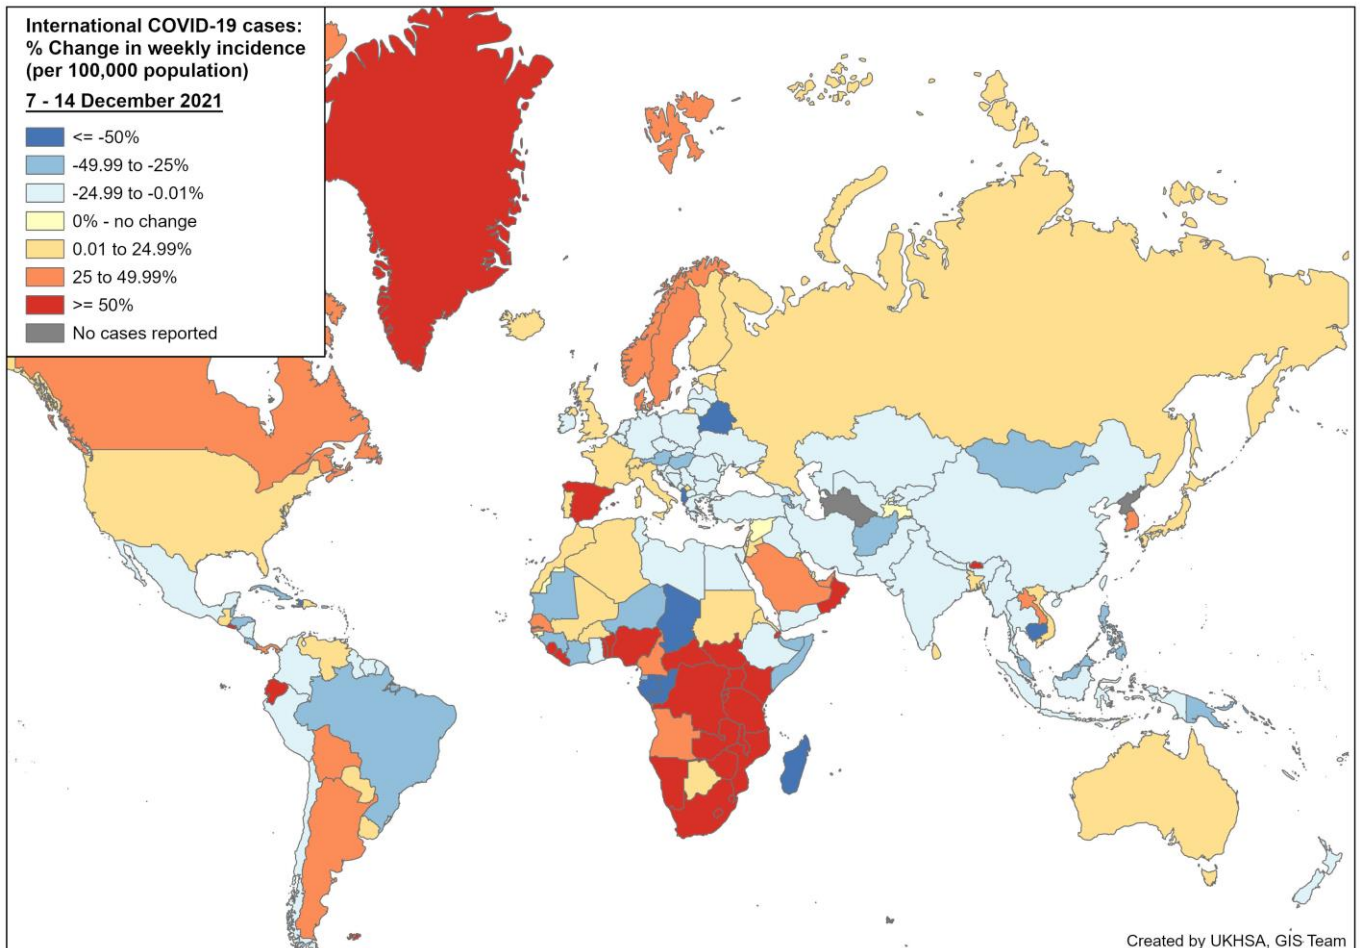 International COVID-19 cases:
% Change in weekly incidence
(per 100,000 population)
7 - 14 December 2021
<= -50%
-49.99 to -25%
-24.99 to -0.01%
0% - no change
0.01 to 24.99%
25 to 49.99%
>= 50%
No cases reported
Created by UKHSA, GIS Team